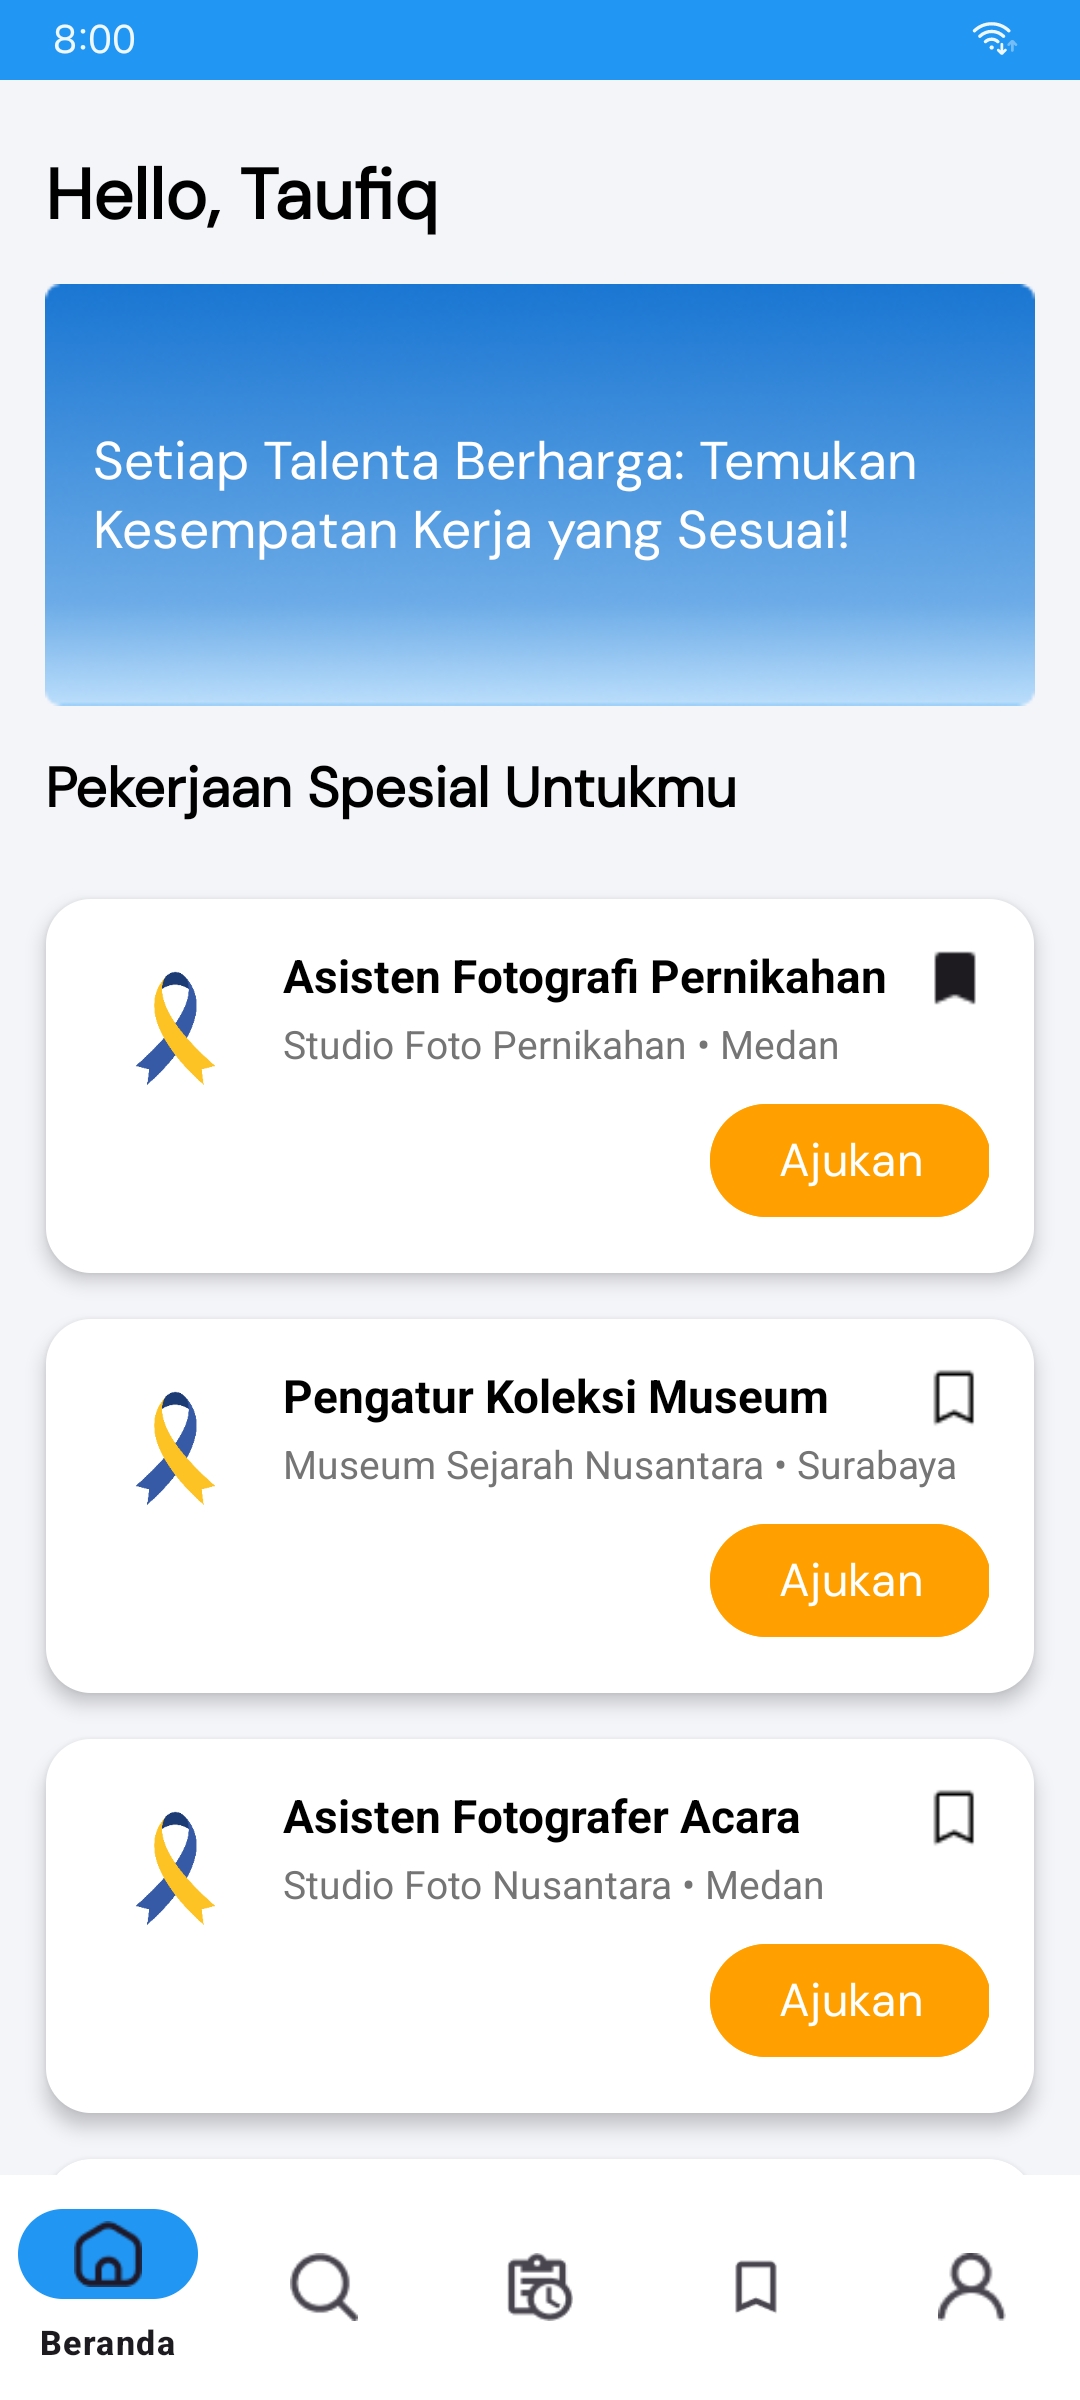 8:00
Hello, Taufiq
Setiap Talenta Berharga: Temukan
Kesempatan Kerja yang Sesuai!
Pekerjaan Spesial Untukmu
Asisten Fotografi Pernikahan
Studio Foto Pernikahan • Medan
Ajukan
Pengatur Koleksi Museum
Museum Sejarah Nusantara • Surabaya
Ajukan
Asisten Fotografer Acara
Studio Foto Nusantara • Medan
Ajukan
Beranda